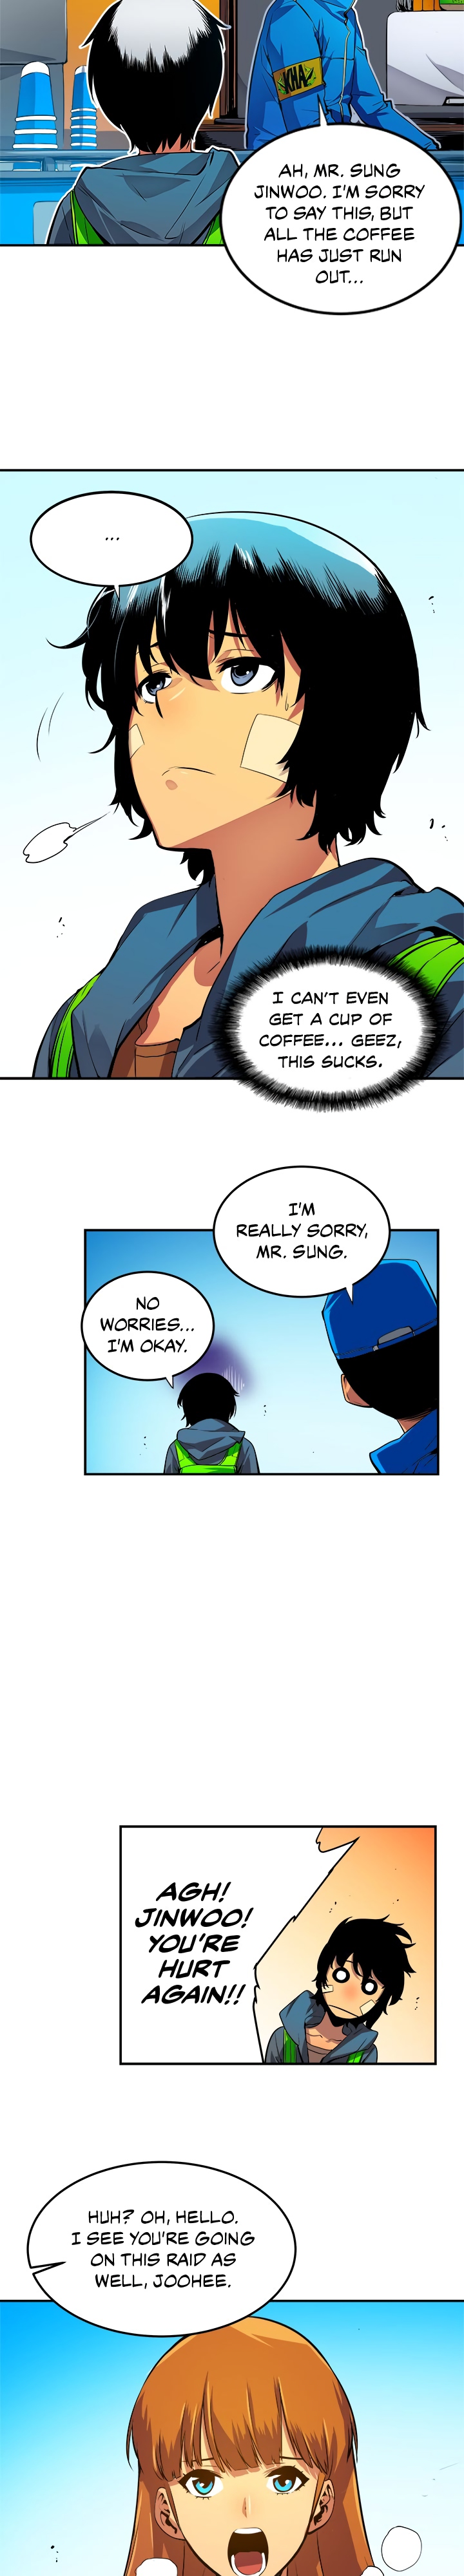 KHA
AH, MR. SUNG
JINWOO. I'M SORRY
TO SAY THIS, BUT
ALL THE COFFEE
HAS JUST RUN
OUT...
...
I CAN'T EVEN
GET A CUP OF
COFFEE... GEEZ,
THIS SUCKS.
I'M
REALLY SORRY,
MR. SUNG.
NO
WORRIES...
I'M OKAY.
AGH!
JINWOO!
YOU'RE
HURT
AGAIN!!
HUH? OH, HELLO.
I SEE YOU'RE GOING
ON THIS RAID AS
WELL, JOOHEE.